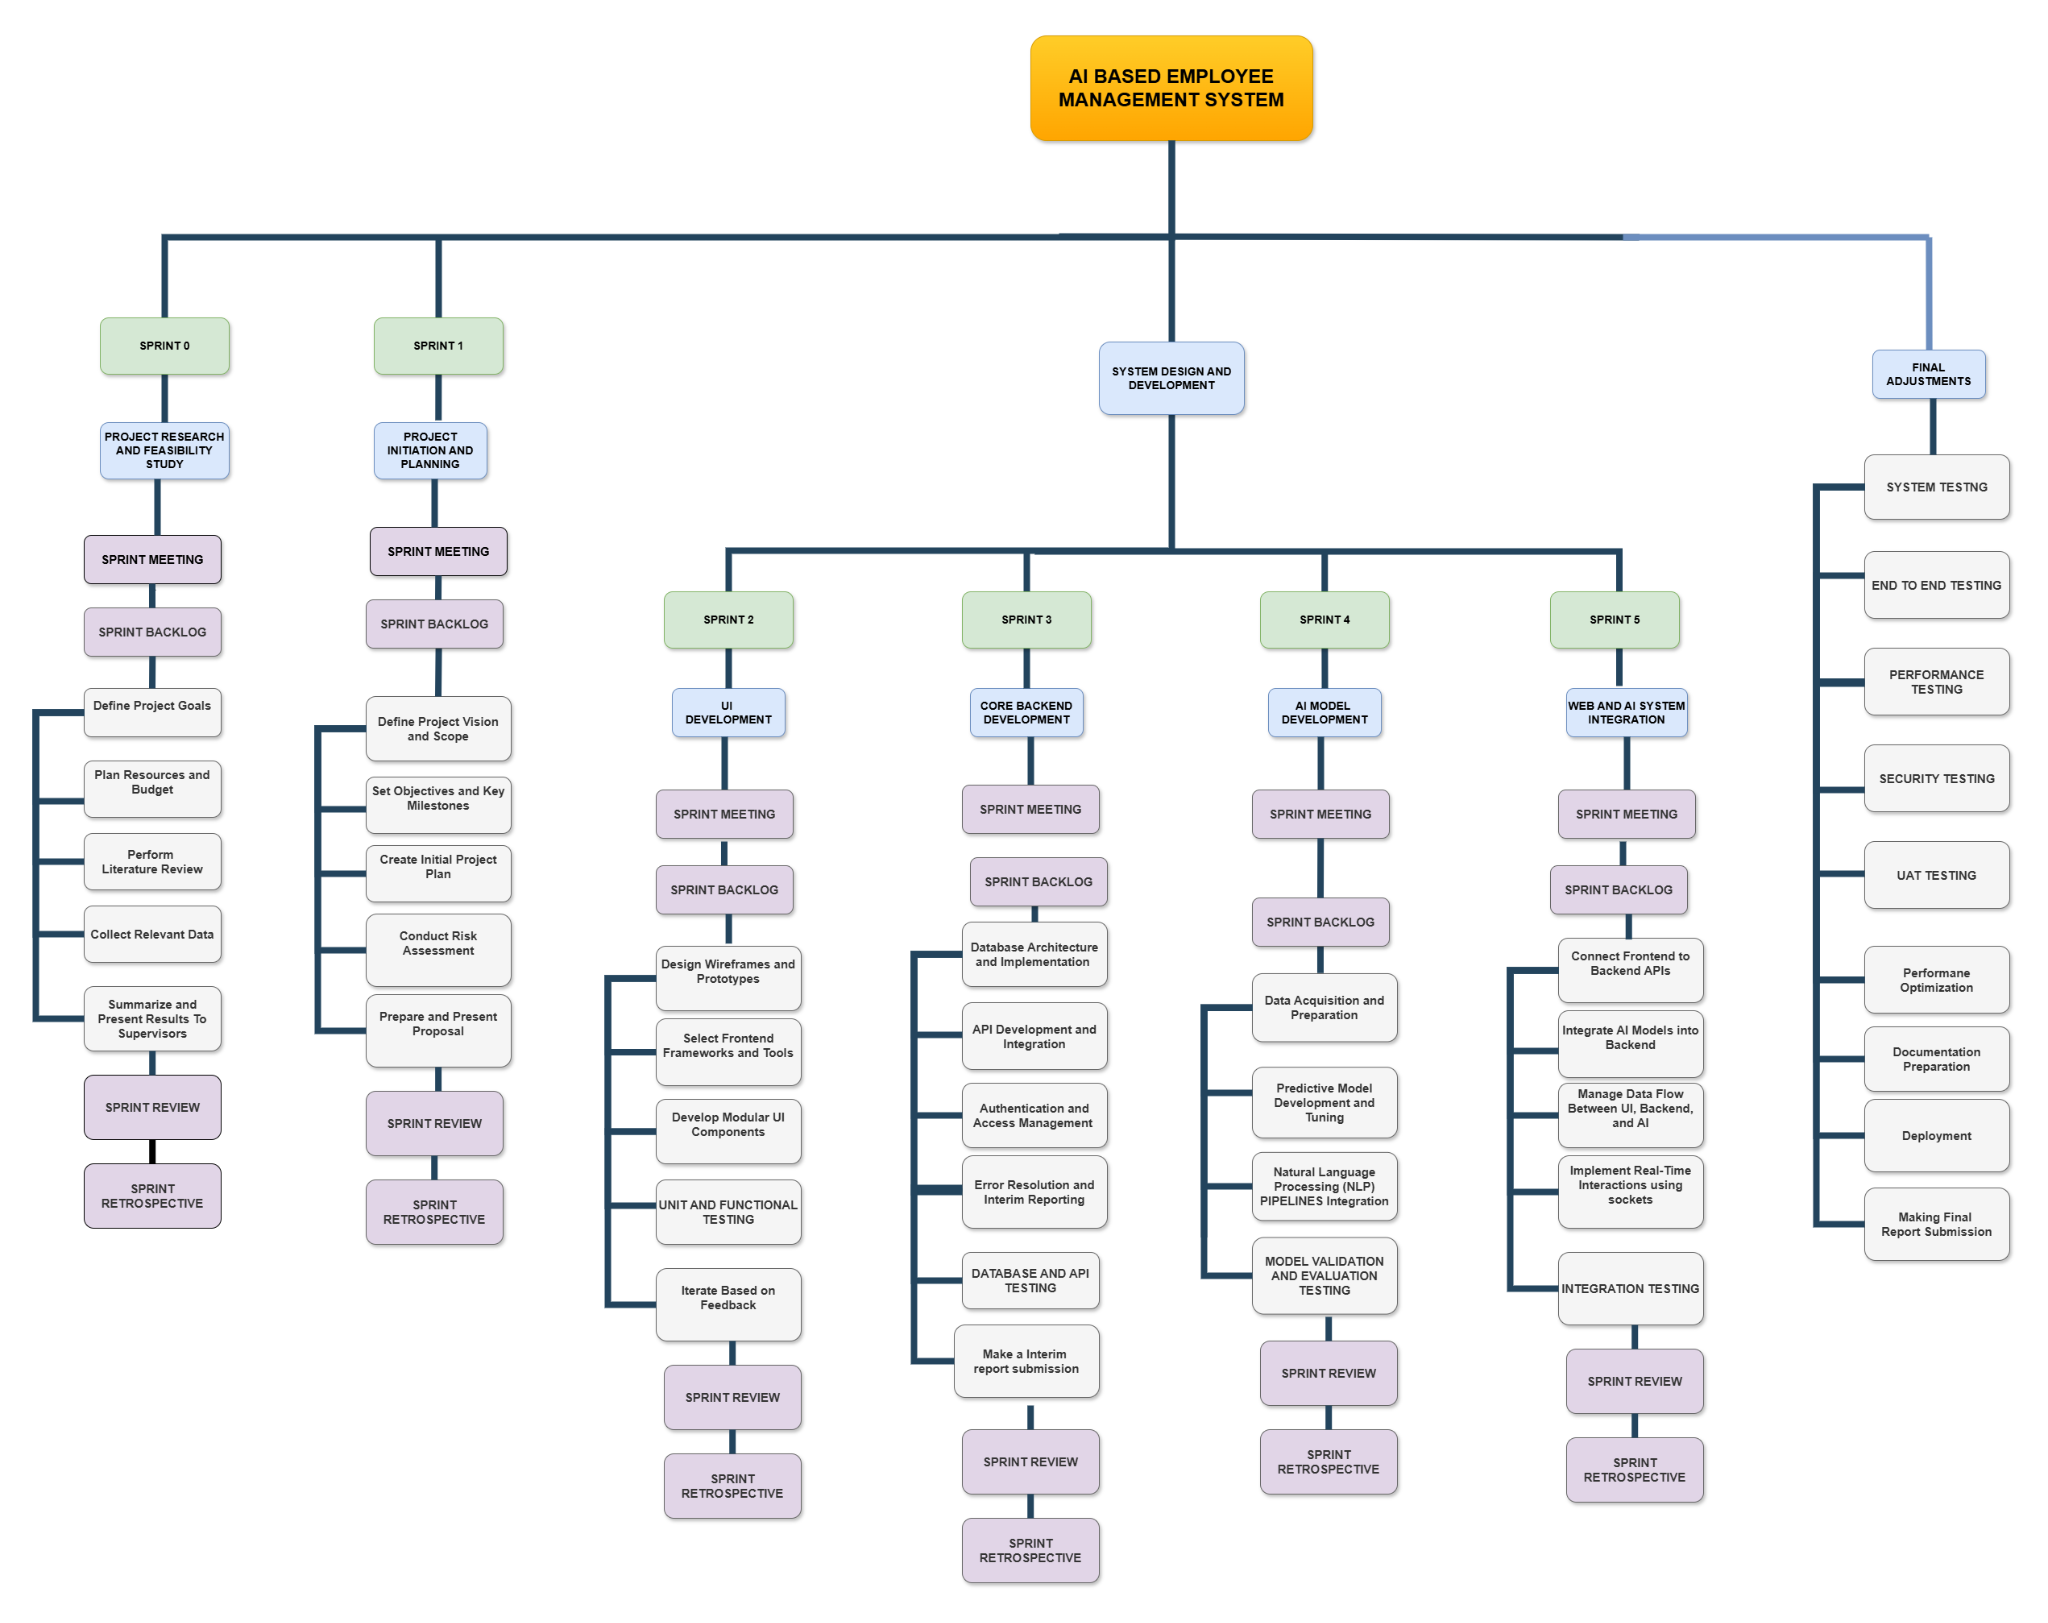 AI BASED EMPLOYEE
MANAGEMENT SYSTEM
SPRINT 0
PROJECT RESEARCH
AND FEASIBILITY
STUDY
SPRINT MEETING
SPRINT BACKLOG
Define Project Goals
Plan Resources and
Budget
Perform
Literature Review
Collect Relevant Data
Summarize and
Present Results To
Supervisors
SPRINT REVIEW
SPRINT
RETROSPECTIVE
SPRINT 1
PROJECT
INITIATION AND
PLANNING
SPRINT MEETING
SPRINT BACKLOG
Define Project Vision
and Scope
Set Objectives and Key
Milestones
Create Initial Project
Plan
Conduct Risk
Assessment
Prepare and Present
Proposal
SPRINT REVIEW
SPRINT
RETROSPECTIVE
SYSTEM DESIGN AND
DEVELOPMENT
SPRINT 2
UI
DEVELOPMENT
SPRINT MEETING
SPRINT BACKLOG
Design Wireframes and
Prototypes
Select Frontend
Frameworks and Tools
Develop Modular UI
Components
UNIT AND FUNCTIONAL
TESTING
Iterate Based on
Feedback
SPRINT REVIEW
SPRINT
RETROSPECTIVE
SPRINT 3
CORE BACKEND
DEVELOPMENT
SPRINT MEETING
SPRINT BACKLOG
Database Architecture
and Implementation
API Development and
Integration
Authentication and
Access Management
Error Resolution and
Interim Reporting
DATABASE AND API
TESTING
Make a Interim
report submission
SPRINT REVIEW
SPRINT
RETROSPECTIVE
SPRINT 4
AI MODEL
DEVELOPMENT
SPRINT MEETING
SPRINT BACKLOG
Data Acquisition and
Preparation
Predictive Model
Development and
Tuning
Natural Language
Processing (NLP)
PIPELINES Integration
MODEL VALIDATION
AND EVALUATION
TESTING
SPRINT REVIEW
SPRINT
RETROSPECTIVE
SPRINT 5
WEB AND AI SYSTEM
INTEGRATION
SPRINT MEETING
SPRINT BACKLOG
Connect Frontend to
Backend APIs
Integrate AI Models into
Backend
Manage Data Flow
Between UI, Backend,
and AI
Implement Real-Time
Interactions using
sockets
INTEGRATION TESTING
SPRINT REVIEW
SPRINT
RETROSPECTIVE
FINAL
ADJUSTMENTS
SYSTEM TESTNG
END TO END TESTING
PERFORMANCE
TESTING
SECURITY TESTING
UAT TESTING
Performane
Optimization
Documentation
Preparation
Deployment
Making Final
Report Submission